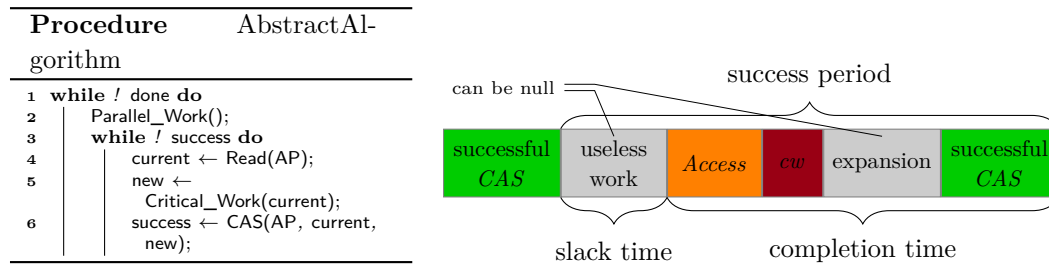 Procedure AbstractAl-
gorithm
1 while ! done do
2 Parallel_Work();
3 while ! success do
4 current ← Read(AP);
5 new ←
Critical_Work(current);
6 success ← CAS(AP, current,
new);
success period
can be null
successful
CAS
useless
work
Access
cw
expansion
successful
CAS
slack time
completion time